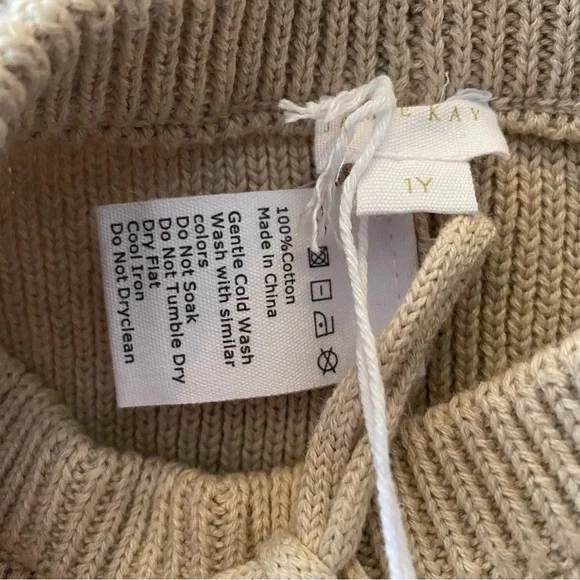 KAY
1Y
100%Cotton
Made In China
Gentle Cold Wash
Wash with similar
colors
Do Not Soak
Do Not Tumble Dry
Dry Flat
Cool Iron
Do Not Dryclean